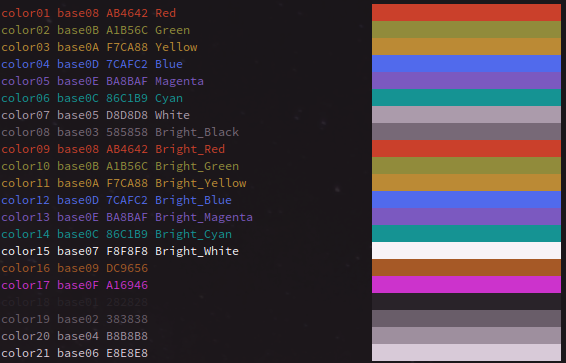 color01 base08 AB4642 Red
color02 base0B A1B56C Green
color03 base0A F7CA88 Yellow
color04 base0D 7CAFC2 Blue
color05 base0E BA8BAF Magenta
color06 base0C 86C1B9 Cyan
color07 base05 D8D8D8 White
color08 base03 585858 Bright_Black
color09 base08 AB4642 Bright_Red
color10 base0B A1B56C Bright_Green
color11 base0A F7CA88 Bright_Yellow
color12 base0D 7CAFC2 Bright_Blue
color13 base0E BA8BAF Bright_Magenta
color14 base0C 86C1B9 Bright_Cyan
color15 base07 F8F8F8 Bright_White
color16 base09 DC9656
color17 base0F A16946
color18 base01 282828
color19 base02 383838
color20 base04 B8B8B8
color21 base06 E8E8E8